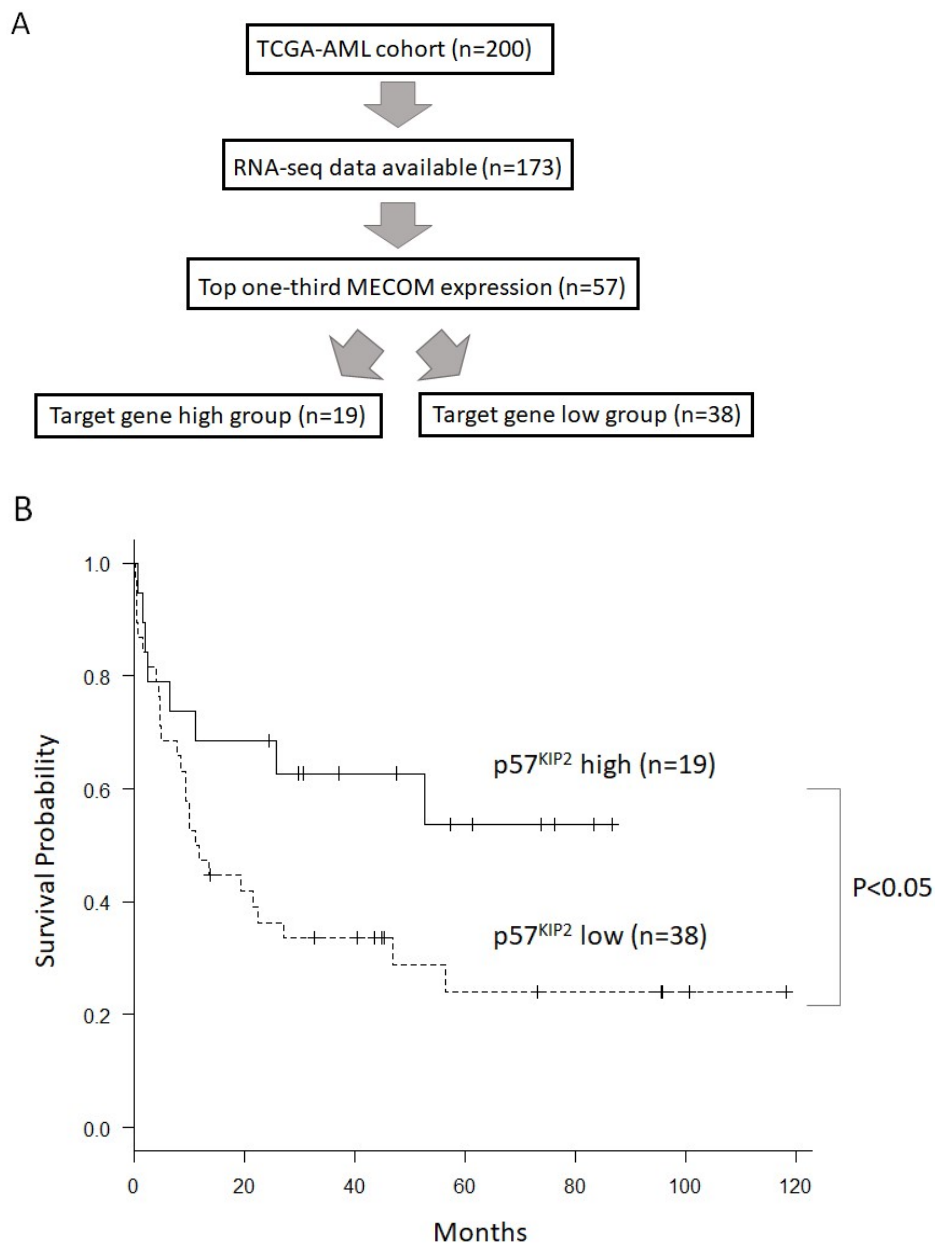 A
TCGA-AML cohort (n=200)
RNA-seq data available (n=173)
Top one-third MECOM expression (n=57)
Target gene high group (n=19)
Target gene low group (n=38)
B
Survival Probability
1.0
0.8
0.6
0.4
0.2
0.0
p57KIP2 high (n=19)
P<0.05
p57KIP2 low (n=38)
0 20 40 60 80 100 120
Months